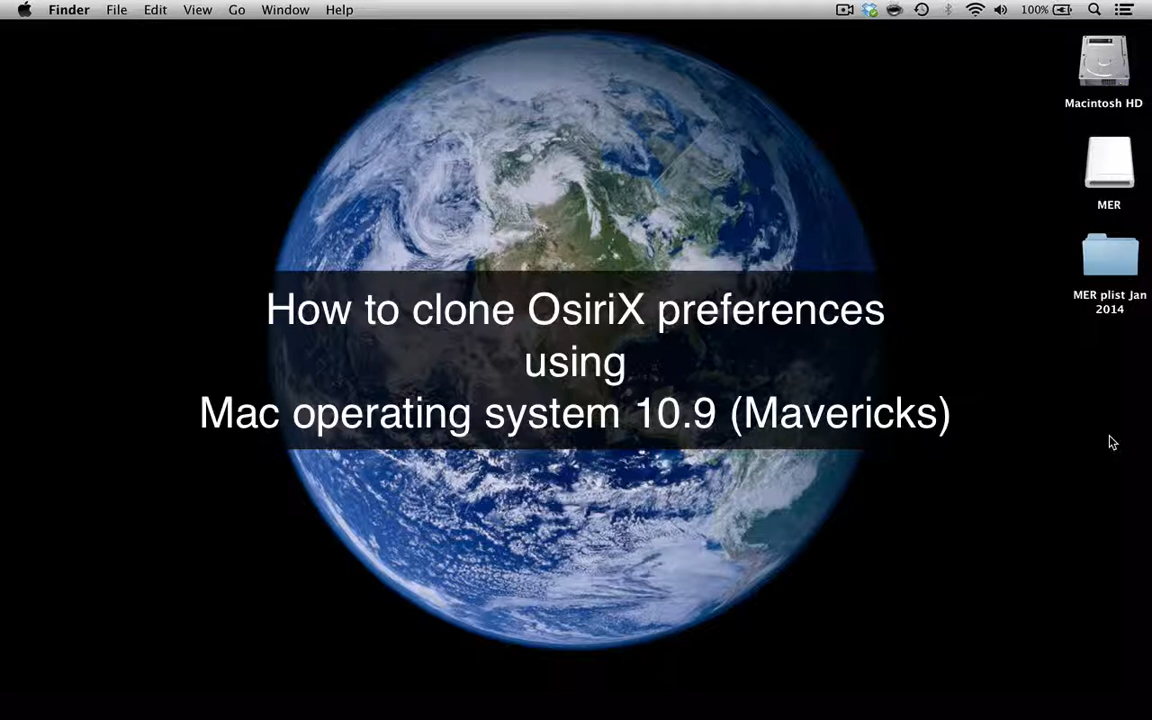 Finder File Edit View Go Window Help 100%
Macintosh HD
MER
MER plist Jan
2014
How to clone OsiriX preferences
using
Mac operating system 10.9 (Mavericks)